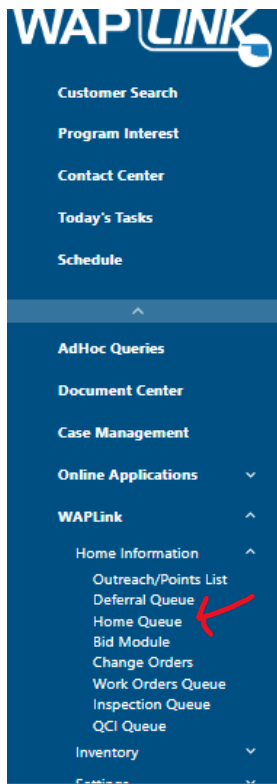 WAPLINK
Customer Search
Program Interest
Contact Center
Today's Tasks
Schedule
AdHoc Queries
Document Center
Case Management
Online Applications
WAPLink
Home Information
Outreach/Points List
Deferral Queue
Home Queue
Bid Module
Change Orders
Work Orders Queue
Inspection Queue
QCI Queue
Inventory
Settings